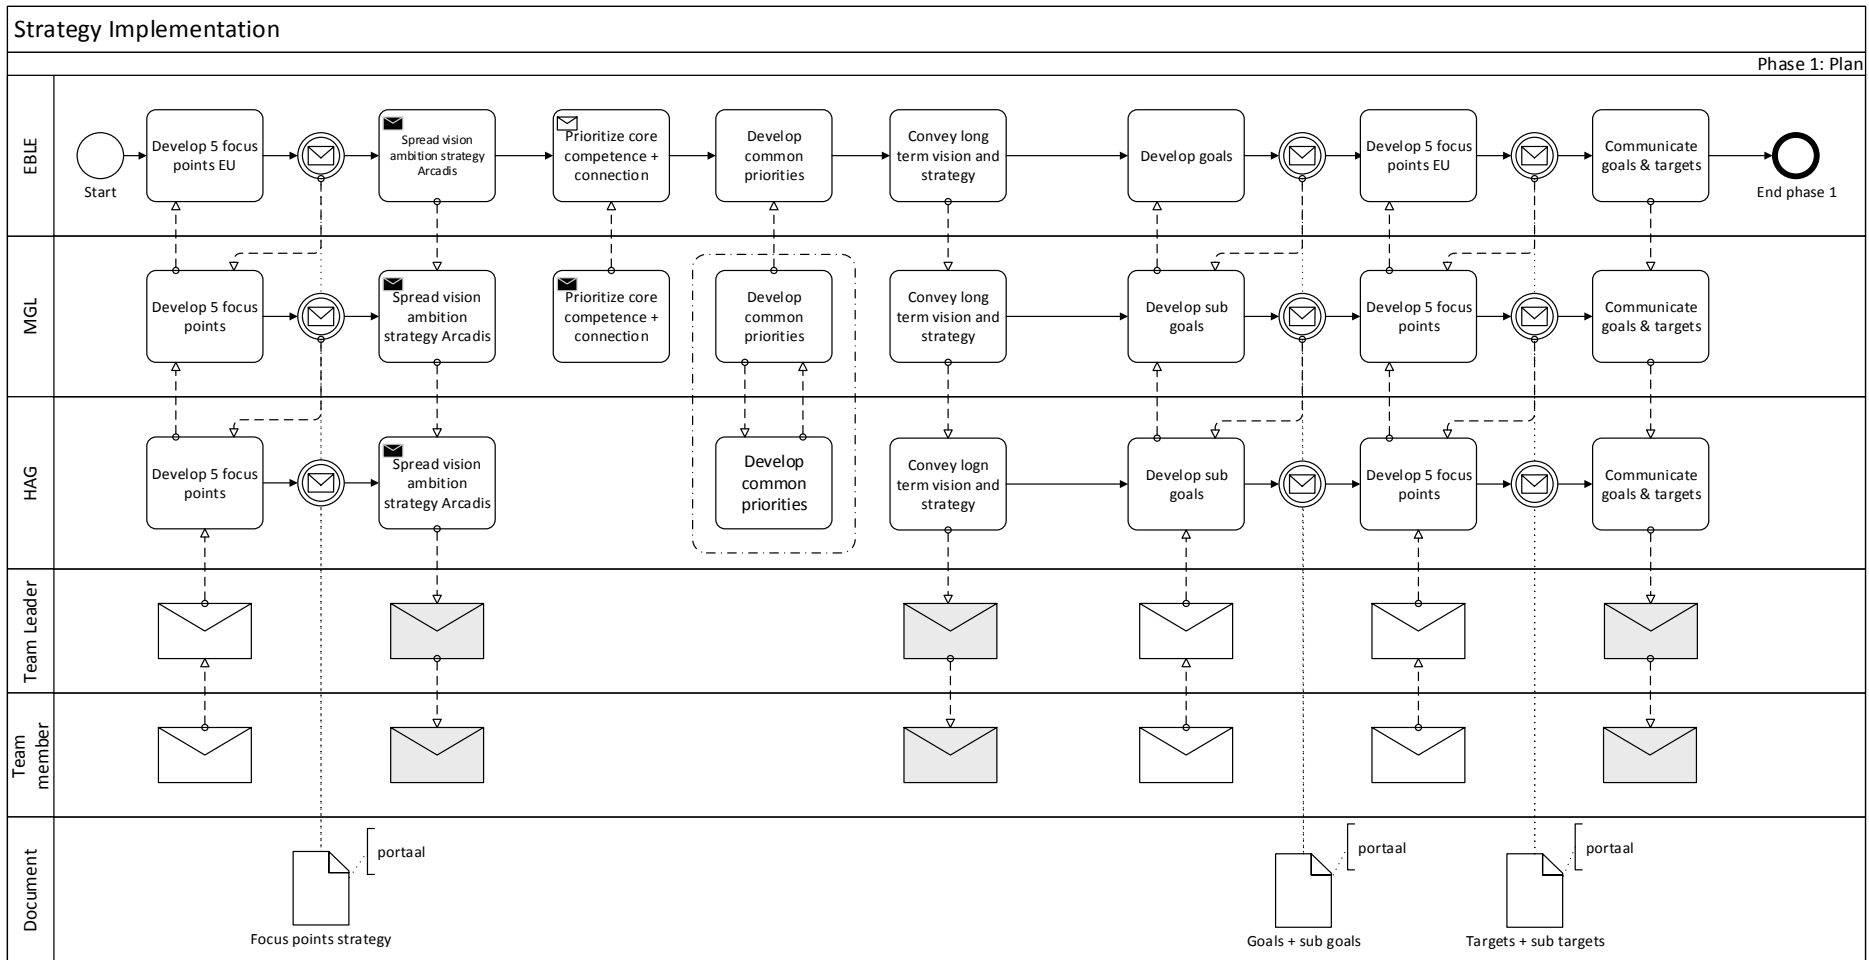 Strategy Implementation
Phase 1: Plan
EBLE
Start
Develop 5 focus
points EU
Spread vision
ambition strategy
Arcadis
Prioritize core
competence +
connection
Develop
common
priorities
Convey long
term vision and
strategy
Develop goals
Develop 5 focus
points EU
Communicate
goals & targets
End phase 1
MGL
Develop 5 focus
points
Spread vision
ambition
strategy Arcadis
Prioritize core
competence +
connection
Develop
common
priorities
Convey long
term vision and
strategy
Develop sub
goals
Develop 5 focus
points
Communicate
goals & targets
HAG
Develop 5 focus
points
Spread vision
ambition
strategy Arcadis
Develop
common
priorities
Convey logn
term vision and
strategy
Develop sub
goals
Develop 5 focus
points
Communicate
goals & targets
Team Leader
Team
member
Document
portaal
Focus points strategy
portaal
Goals + sub goals
portaal
Targets + sub targets